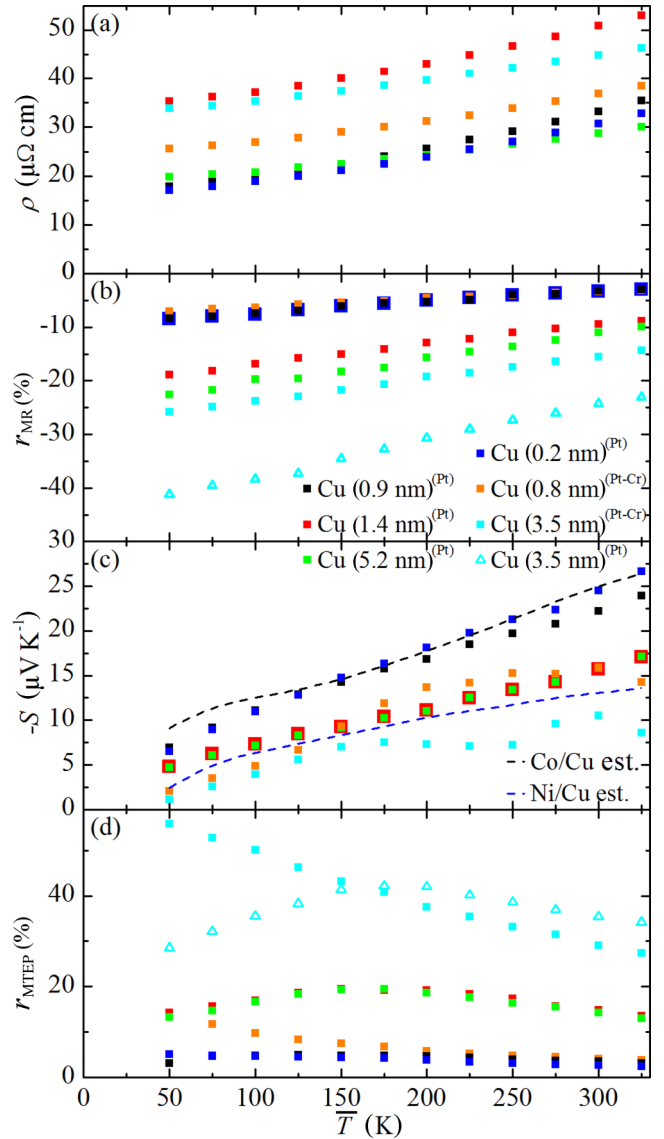 (a)
50
40
30
20
10
0
ρ (μΩ cm)
(b)
-10
-20
-30
-40
30
r_MR (%)
Cu (0.2 nm)^(Pt)
Cu (0.9 nm)^(Pt) Cu (0.8 nm)^(Pt-Cr)
Cu (1.4 nm)^(Pt) Cu (3.5 nm)^(Pt-Cr)
Cu (5.2 nm)^(Pt) Cu (3.5 nm)^(Pt)
(c)
25
20
15
10
5
0
-S (μV K⁻¹)
Co/Cu est.
Ni/Cu est.
(d)
40
20
0
r_MTEP (%)
0 50 100 150 200 250 300
T̅ (K)